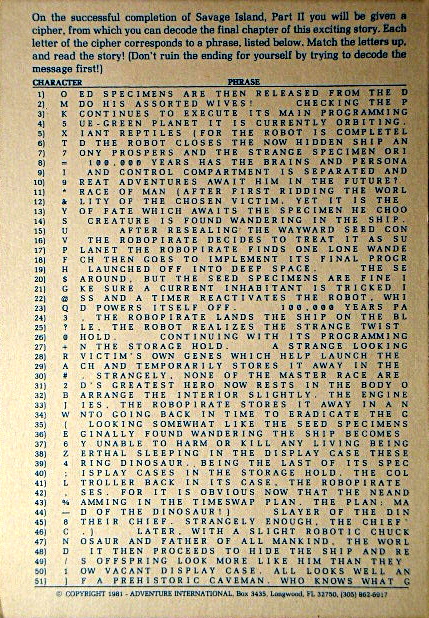 On the successful completion of Savage Island, Part II you will be given a
cipher, from which you can decode the final chapter of this exciting story. Each
letter of the cipher corresponds to a phrase, listed below. Match the letters up,
and read the story! (Don't ruin the ending for yourself by trying to decode the
message first!)
CHARACTER PHRASE
1) O ED SPECIMENS ARE THEN RELEASED FROM THE D
2) M DO HIS ASSORTED WIVES! CHECKING THE P
3) K CONTINUES TO EXECUTE ITS MAIN PROGRAMMING
4) 5 UE-GREEN PLANET IT IS CURRENTLY ORBITING.
5) X IANT REPTILES (FOR THE ROBOT IS COMPLETEL
6) T D THE ROBOT CLOSES THE NOW HIDDEN SHIP AN
7) 7 ONY PROSPERS AND THE STRANGE SPECIMEN ORI
8) = 100,000 YEARS HAS THE BRAINS AND PERSONA
9) I AND CONTROL COMPARTMENT IS SEPARATED AND
10) 9 REAT ADVENTURES AWAIT HIM IN THE FUTURE?
11) * RACE OF MAN (AFTER FIRST RIDDING THE WORL
12) & LITY OF THE CHOSEN VICTIM. YET IT IS THE
13) Y OF FATE WHICH AWAITS THE SPECIMEN HE CHOO
14) S CREATURE IS FOUND WANDERING IN THE SHIP.
15) U AFTER RESEALING THE WAYWARD SEED CON
16) V THE ROBOPIRATE DECIDES TO TREAT IT AS SU
17) P PLANET THE ROBOPIRATE FINDS ONE LONE WANDE
18) F CH THEN GOES TO IMPLEMENT ITS FINAL PROGR
19) H LAUNCHED OFF INTO DEEP SPACE. THE SE
20) $ AROUND, BUT THE SEED SPECIMENS ARE FINE I
21) G KE SURE A CURRENT INHABITANT IS TRICKED I
22) @ SS AND A TIMER REACTIVATES THE ROBOT, WHI
23) Q D POWERS ITSELF OFF. 100,000 YEARS PA
24) 3 . THE ROBOPIRATE LANDS THE SHIP ON THE BL
25) ? LE. THE ROBOT REALIZES THE STRANGE TWIST
26) HOLD. CONTINUING WITH ITS PROGRAMMING
27) + N THE STORAGE HOLD. A STRANGE LOOKING
28) R VICTIM'S OWN GENES WHICH HELP LAUNCH THE
29) A CH AND TEMPORARILY STORES IT AWAY IN THE
30) # . STRANGELY, NONE OF THE MASTER RACE ARE
31) 2 D'S GREATEST HERO NOW RESTS IN THE BODY O
32) B ARRANGE THE INTERIOR SLIGHTLY. THE ENGINE
33) ] IES, THE ROBOPIRATE STORES IT AWAY IN A N
34) W NTO GOING BACK IN TIME TO ERADICATE THE G
35) ( LOOKING SOMEWHAT LIKE THE SEED SPECIMENS
36) E GINALLY FOUND WANDERING THE SHIP BECOMES
37) 6 Y UNABLE TO HARM OR KILL ANY LIVING BEING
38) Z ERTHAL SLEEPING IN THE DISPLAY CASE THESE
39) 4 RING DINOSAUR, BEING THE LAST OF ITS SPEC
40) ; ISPLAY CASES IN THE STORAGE HOLD. THE COL
41) L TROLLER BACK IN ITS CASE, THE ROBOPIRATE
42) . SES. FOR IT IS OBVIOUS NOW THAT THE NEAND
43) % AMMING IN THE TIMESWAP PLAN. THE PLAN: MA
44) — D OF THE DINOSAUR!) SLAYER OF THE DIN
45) 8 THEIR CHIEF. STRANGELY ENOUGH, THE CHIEF'
46) C .) LATER, WITH A SLIGHT ROBOTIC CHUCK
47) N OSAUR AND FATHER OF ALL MANKIND, THE WORL
48) D IT THEN PROCEEDS TO HIDE THE SHIP AND RE
49) / S OFFSPRING LOOK MORE LIKE HIM THAN THEY
50) 1 OW VACANT DISPLAY CASE. ALL LOOKS WELL AN
51) ) F A PREHISTORIC CAVEMAN. WHO KNOWS WHAT G
© COPYRIGHT 1981 - ADVENTURE INTERNATIONAL, Box 3435, Longwood, FL 32750, (305) 862-6917